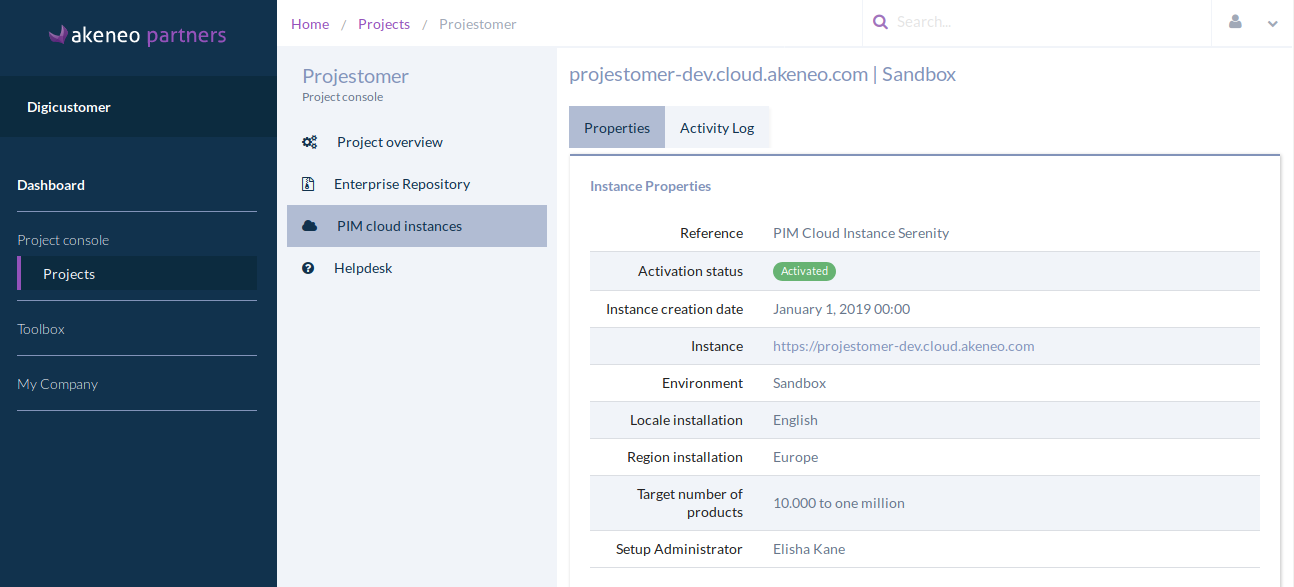 akeneo partners
Digicustomer
Dashboard
Project console
Projects
Toolbox
My Company
Home / Projects / Projestomer
Search...
Projestomer
Project console
Project overview
Enterprise Repository
PIM cloud instances
Helpdesk
projestomer-dev.cloud.akeneo.com | Sandbox
Properties Activity Log
Instance Properties
Reference PIM Cloud Instance Serenity
Activation status Activated
Instance creation date January 1, 2019 00:00
Instance https://projestomer-dev.cloud.akeneo.com
Environment Sandbox
Locale installation English
Region installation Europe
Target number of
products 10.000 to one million
Setup Administrator Elisha Kane